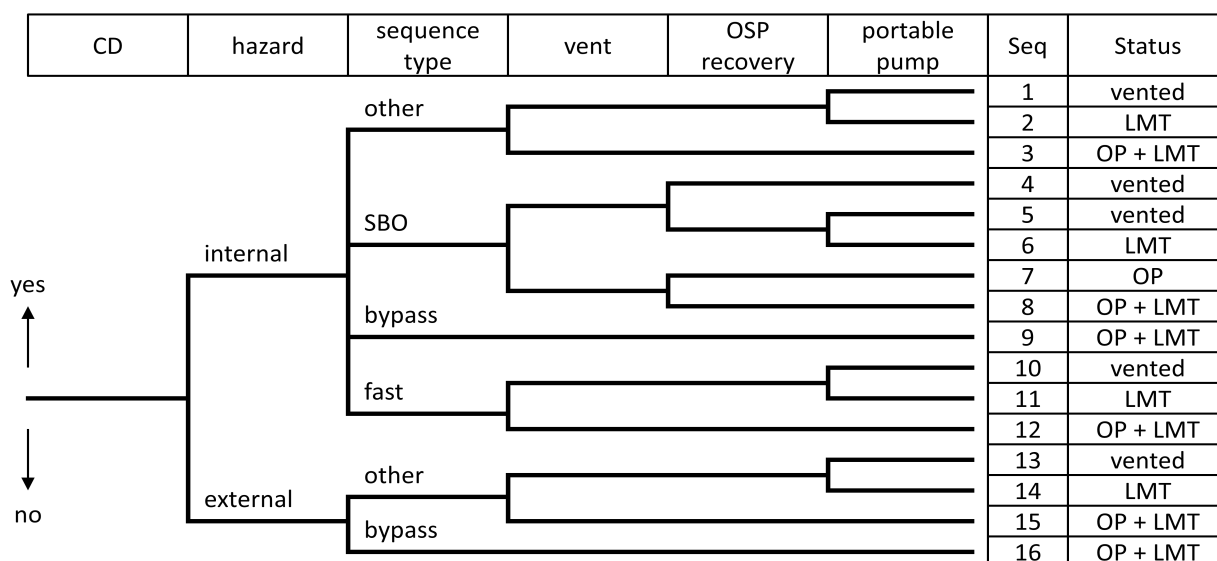 CD
hazard
sequence
type
vent
OSP
recovery
portable
pump
Seq
Status
other
1
vented
2
LMT
3
OP + LMT
4
vented
SBO
5
vented
6
LMT
internal
7
OP
yes
8
OP + LMT
bypass
9
OP + LMT
10
vented
fast
11
LMT
12
OP + LMT
other
13
vented
external
14
LMT
no
15
OP + LMT
bypass
16
OP + LMT